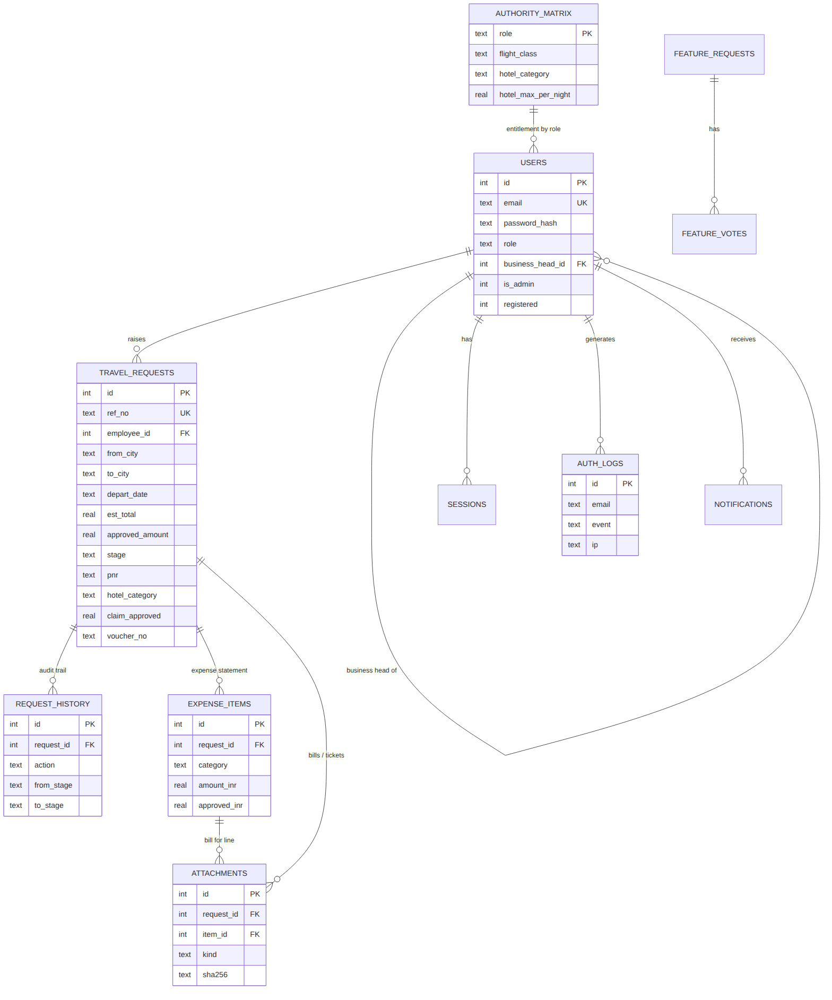 AUTHORITY_MATRIX
text role PK
text flight_class
text hotel_category
real hotel_max_per_night
FEATURE_REQUESTS
entitlement by role
has
USERS
int id PK
text email UK
text password_hash
text role
int business_head_id FK
int is_admin
int registered
FEATURE_VOTES
raises
has
generates
receives
TRAVEL_REQUESTS
int id PK
text ref_no UK
int employee_id FK
text from_city
text to_city
text depart_date
real est_total
real approved_amount
text stage
text pnr
text hotel_category
real claim_approved
text voucher_no
SESSIONS
AUTH_LOGS
int id PK
text email
text event
text ip
NOTIFICATIONS
audit trail
expense statement
business head of
REQUEST_HISTORY
int id PK
int request_id FK
text action
text from_stage
text to_stage
EXPENSE_ITEMS
int id PK
int request_id FK
text category
real amount_inr
real approved_inr
bills / tickets
bill for line
ATTACHMENTS
int id PK
int request_id FK
int item_id FK
text kind
text sha256